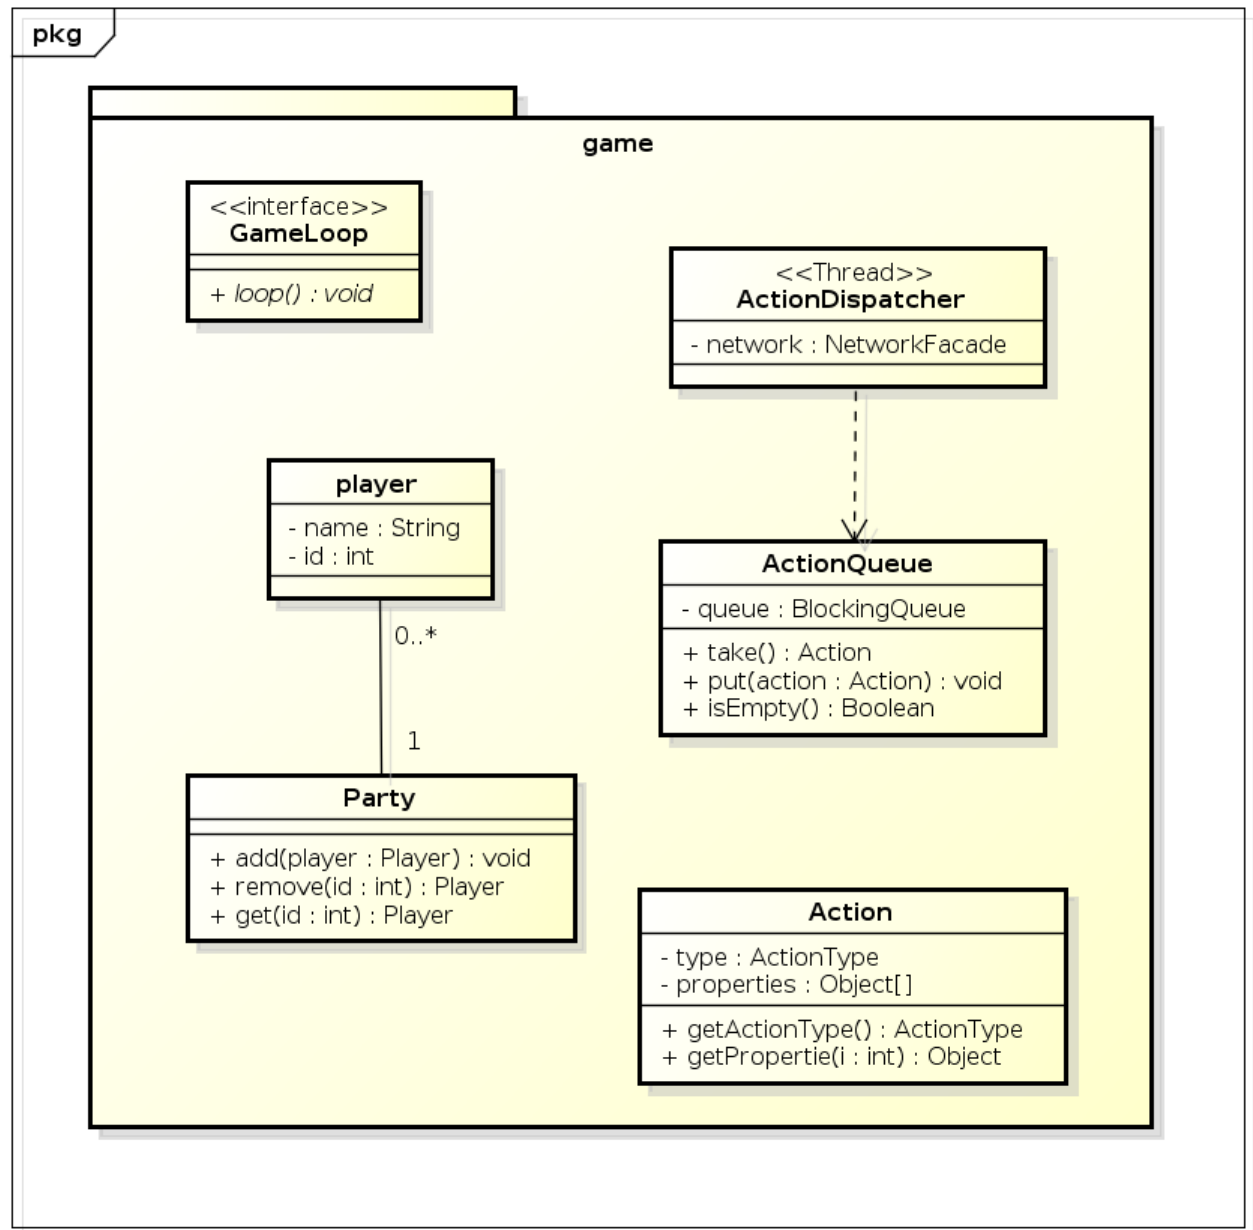 pkg
game
<<interface>>
GameLoop
+ loop() : void
<<Thread>>
ActionDispatcher
- network : NetworkFacade
player
- name : String
- id : int
0..*
1
ActionQueue
- queue : BlockingQueue
+ take() : Action
+ put(action : Action) : void
+ isEmpty() : Boolean
Party
+ add(player : Player) : void
+ remove(id : int) : Player
+ get(id : int) : Player
Action
- type : ActionType
- properties : Object[]
+ getActionType() : ActionType
+ getPropertie(i : int) : Object